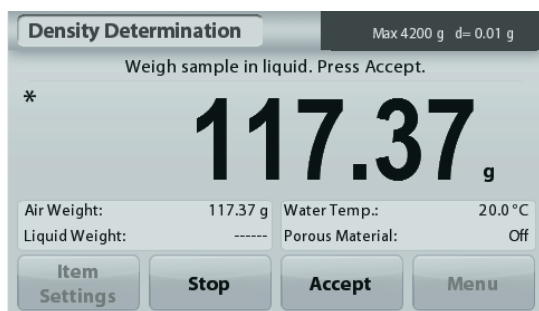 Density Determination
Max 4200 g d= 0.01 g
Weigh sample in liquid. Press Accept.
*
117.37 g
Air Weight: 117.37 g Water Temp.: 20.0°C
Liquid Weight: ------ Porous Material: Off
Item Settings Stop Accept Menu